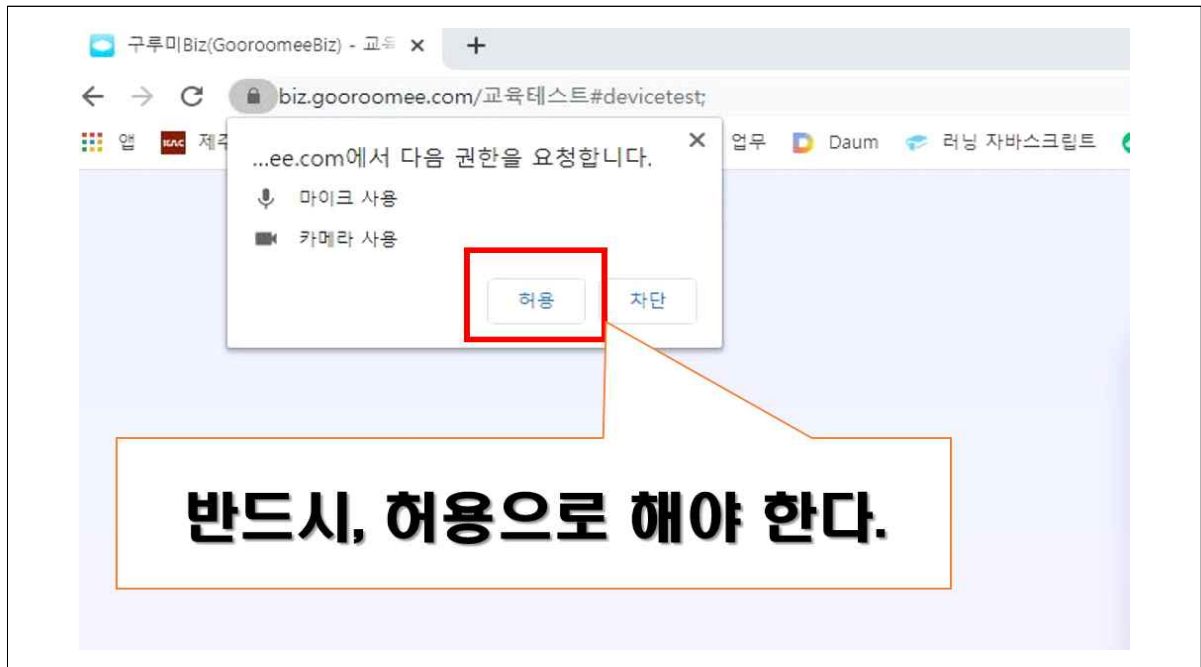 구루미Biz(GooroomeeBiz) - 교육
biz.gooroomee.com/교육테스트#devicetest;
앱 KAC 제주 업무 Daum 러닝 자바스크립트
...ee.com에서 다음 권한을 요청합니다.
마이크 사용
카메라 사용
허용 차단
반드시, 허용으로 해야 한다.